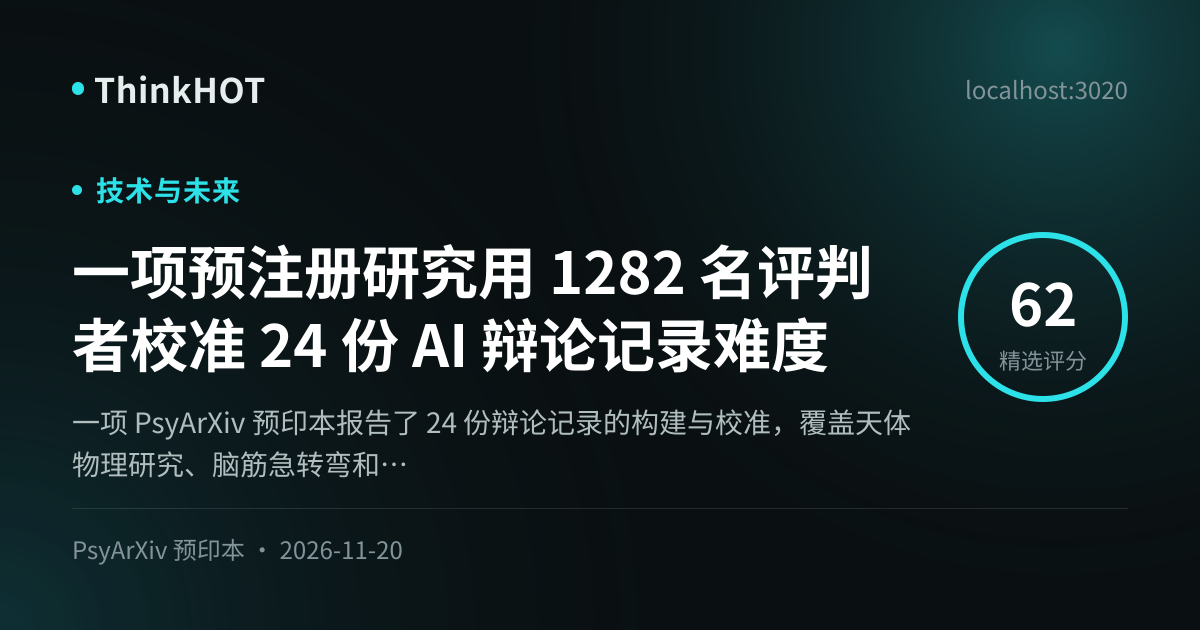 ThinkHOT
localhost:3020
技术与未来
一项预注册研究用 1282 名评判
者校准 24 份 AI 辩论记录难度
62
精选评分
一项 PsyArXiv 预印本报告了 24 份辩论记录的构建与校准，覆盖天体
物理研究、脑筋急转弯和…
PsyArXiv 预印本 · 2026-11-20